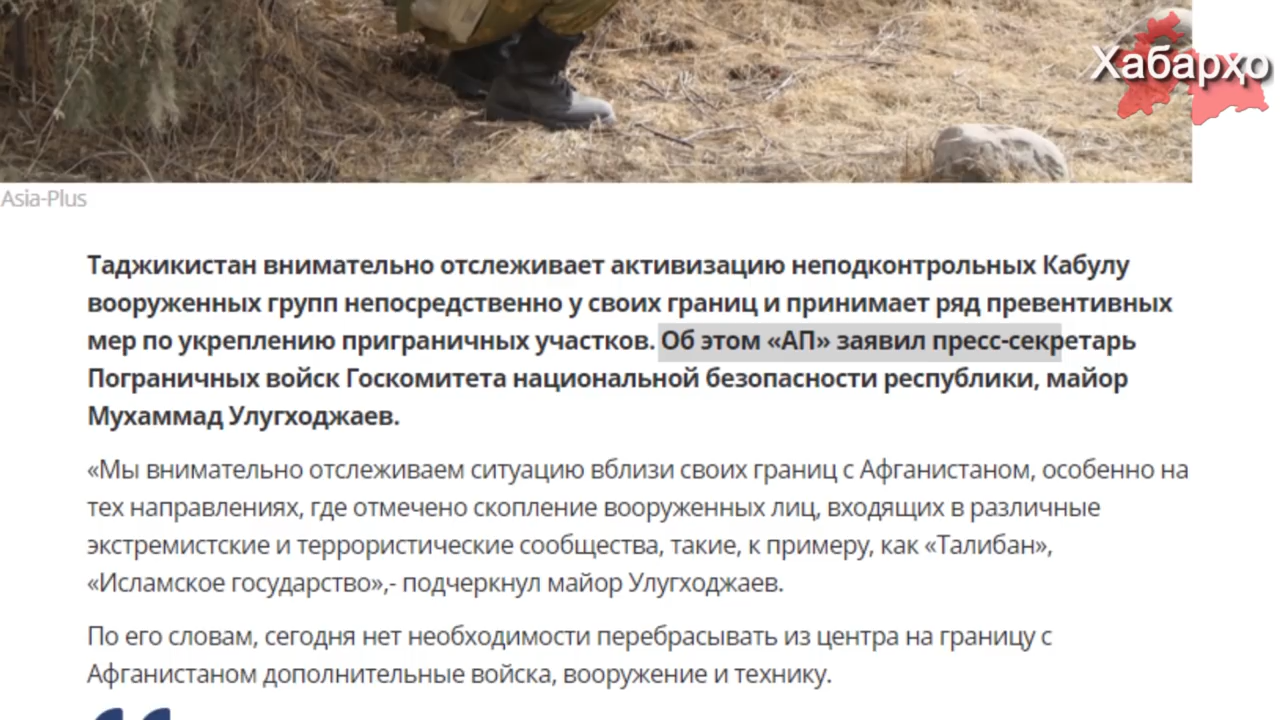 Хабарҳо
Asia-Plus
Таджикистан внимательно отслеживает активизацию неподконтрольных Кабулу
вооруженных групп непосредственно у своих границ и принимает ряд превентивных
мер по укреплению приграничных участков. Об этом «АП» заявил пресс-секретарь
Пограничных войск Госкомитета национальной безопасности республики, майор
Мухаммад Улугходжаев.
«Мы внимательно отслеживаем ситуацию вблизи своих границ с Афганистаном, особенно на
тех направлениях, где отмечено скопление вооруженных лиц, входящих в различные
экстремистские и террористические сообщества, такие, к примеру, как «Талибан»,
«Исламское государство»,- подчеркнул майор Улугходжаев.
По его словам, сегодня нет необходимости перебрасывать из центра на границу с
Афганистаном дополнительные войска, вооружение и технику.